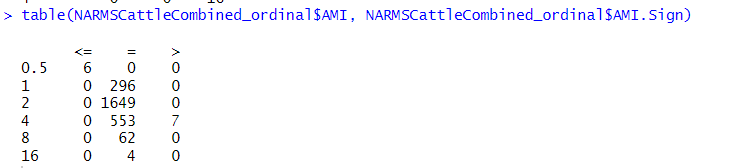 > table(NARMSCattleCombined_ordinal$AMI, NARMSCattleCombined_ordinal$AMI.Sign)
<= = >
0.5 6 0 0
1 0 296 0
2 0 1649 0
4 0 553 7
8 0 62 0
16 0 4 0